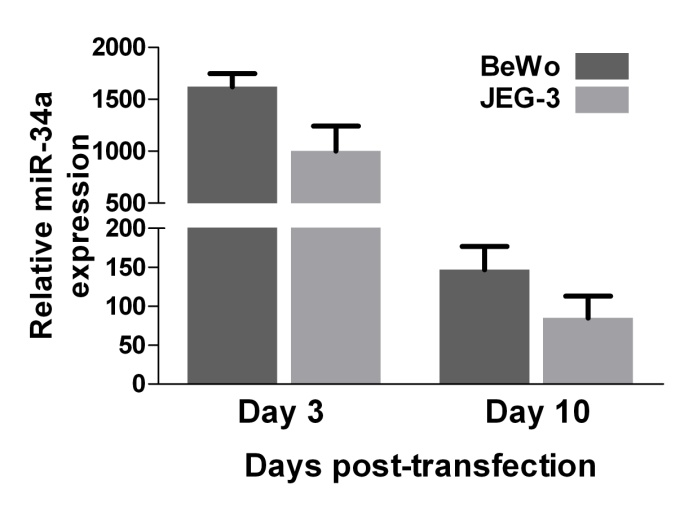 Relative miR-34a
expression
2000
1500
1000
500
200
150
100
50
0
BeWo
JEG-3
Day 3
Day 10
Days post-transfection